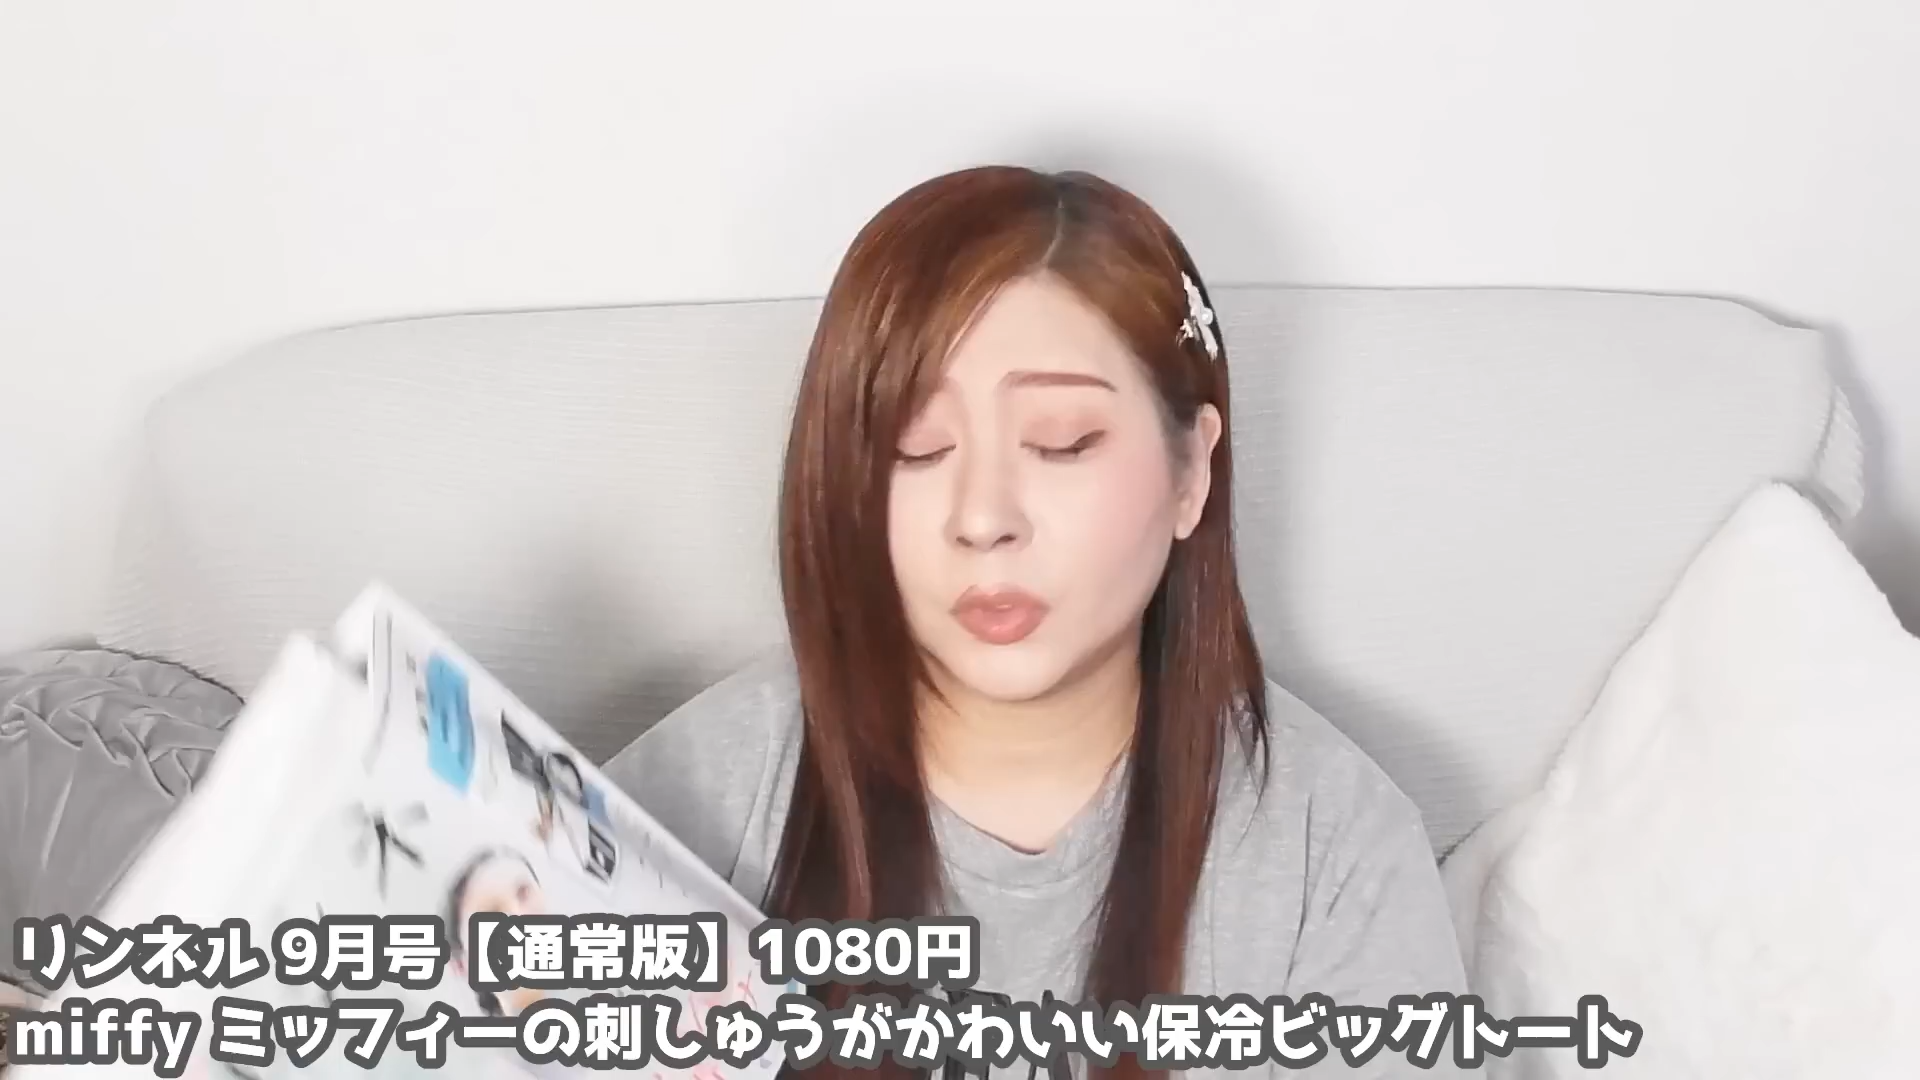 リンネル 9月号【通常版】1080円
miffy ミッフィーの刺しゅうがかわいい保冷ビッグトート